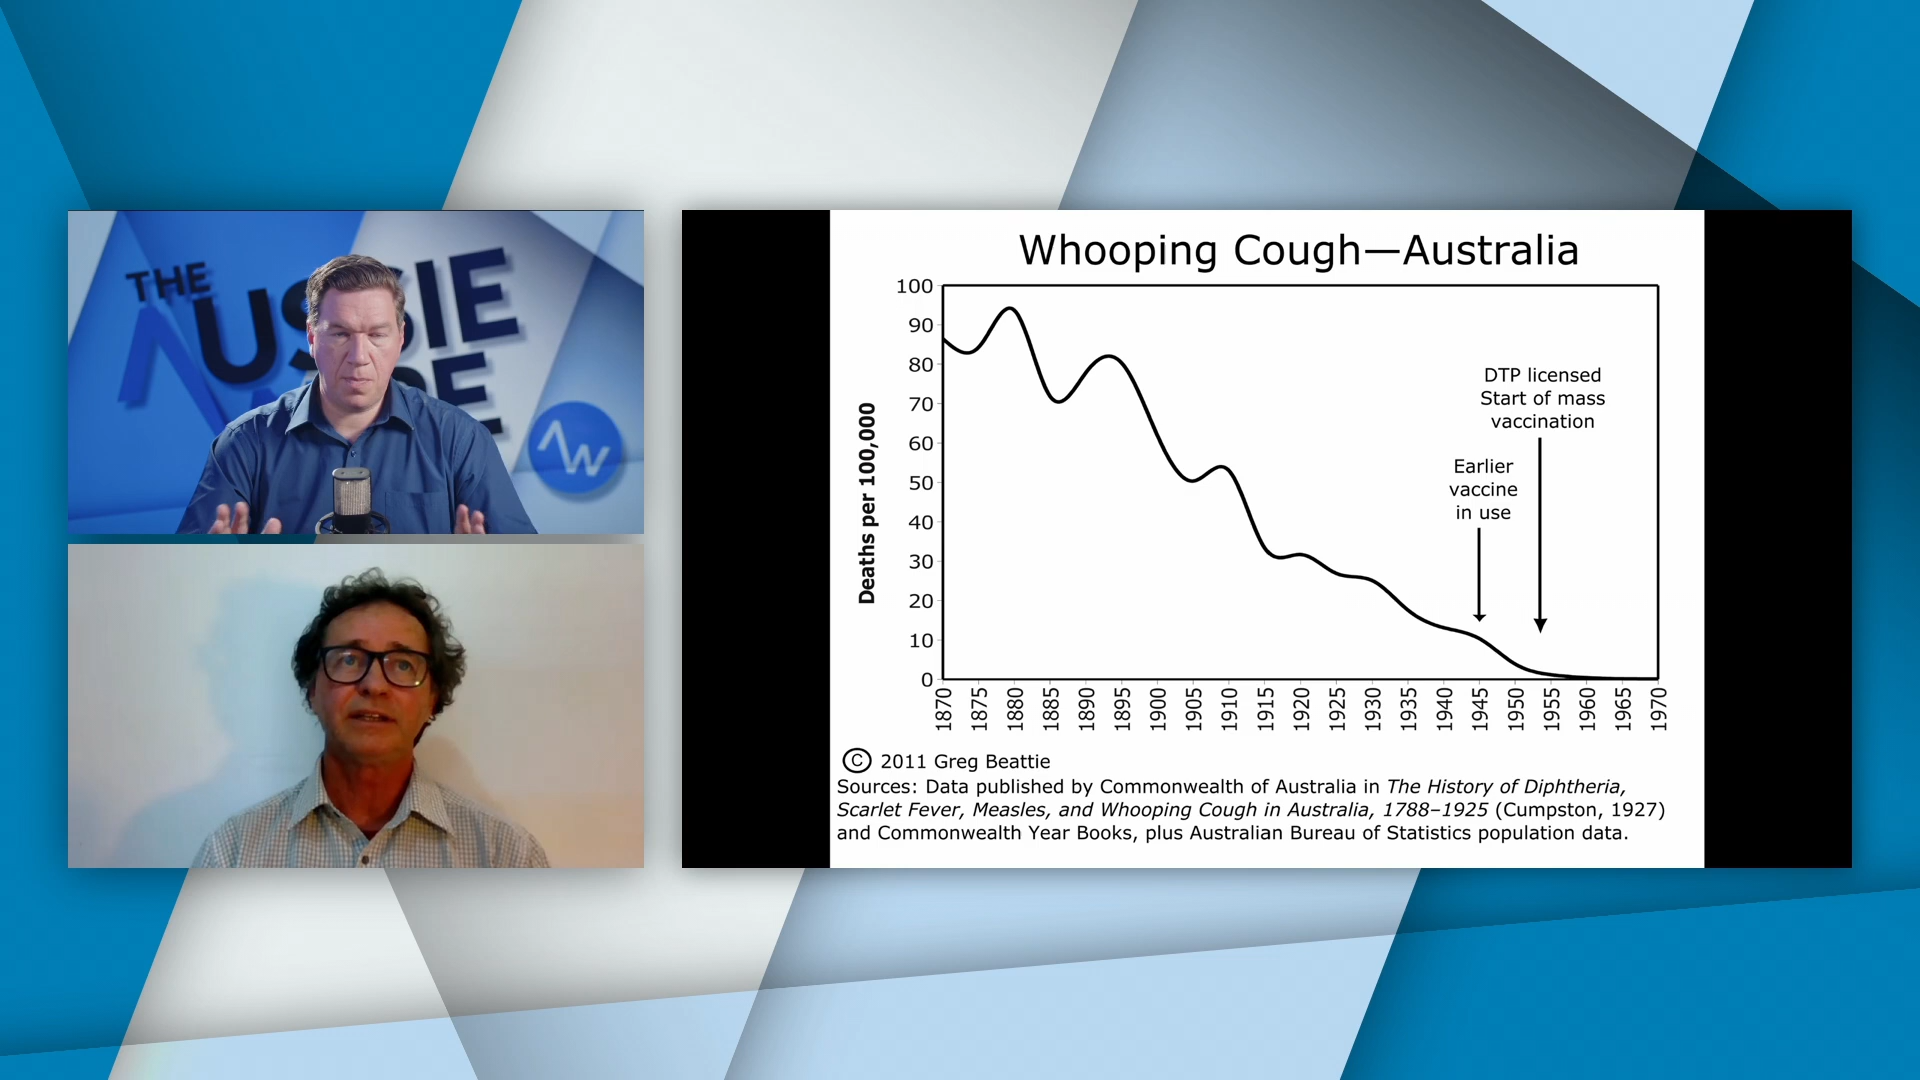 THE
AUSSIE
AW
Whooping Cough—Australia
100
90
80
70
60
50
40
30
20
10
0
Deaths per 100,000
DTP licensed
Start of mass
vaccination
Earlier
vaccine
in use
1870
1875
1880
1885
1890
1895
1900
1905
1910
1915
1920
1925
1930
1935
1940
1945
1950
1955
1960
1965
1970
© 2011 Greg Beattie
Sources: Data published by Commonwealth of Australia in The History of Diphtheria,
Scarlet Fever, Measles, and Whooping Cough in Australia, 1788–1925 (Cumpston, 1927)
and Commonwealth Year Books, plus Australian Bureau of Statistics population data.